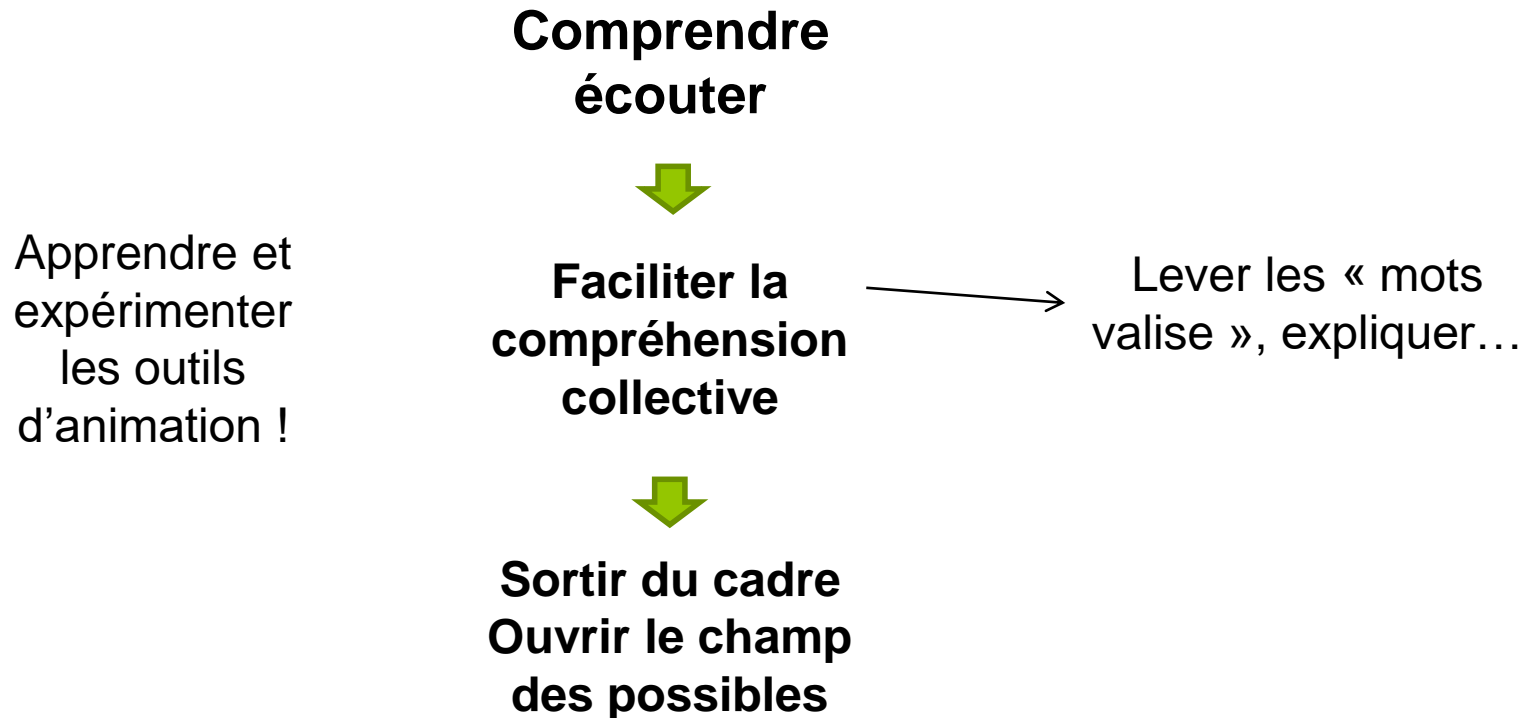 Comprendre
écouter
Apprendre et
expérimenter
les outils
d’animation !
Faciliter la
compréhension
collective
Lever les « mots
valise », expliquer…
Sortir du cadre
Ouvrir le champ
des possibles